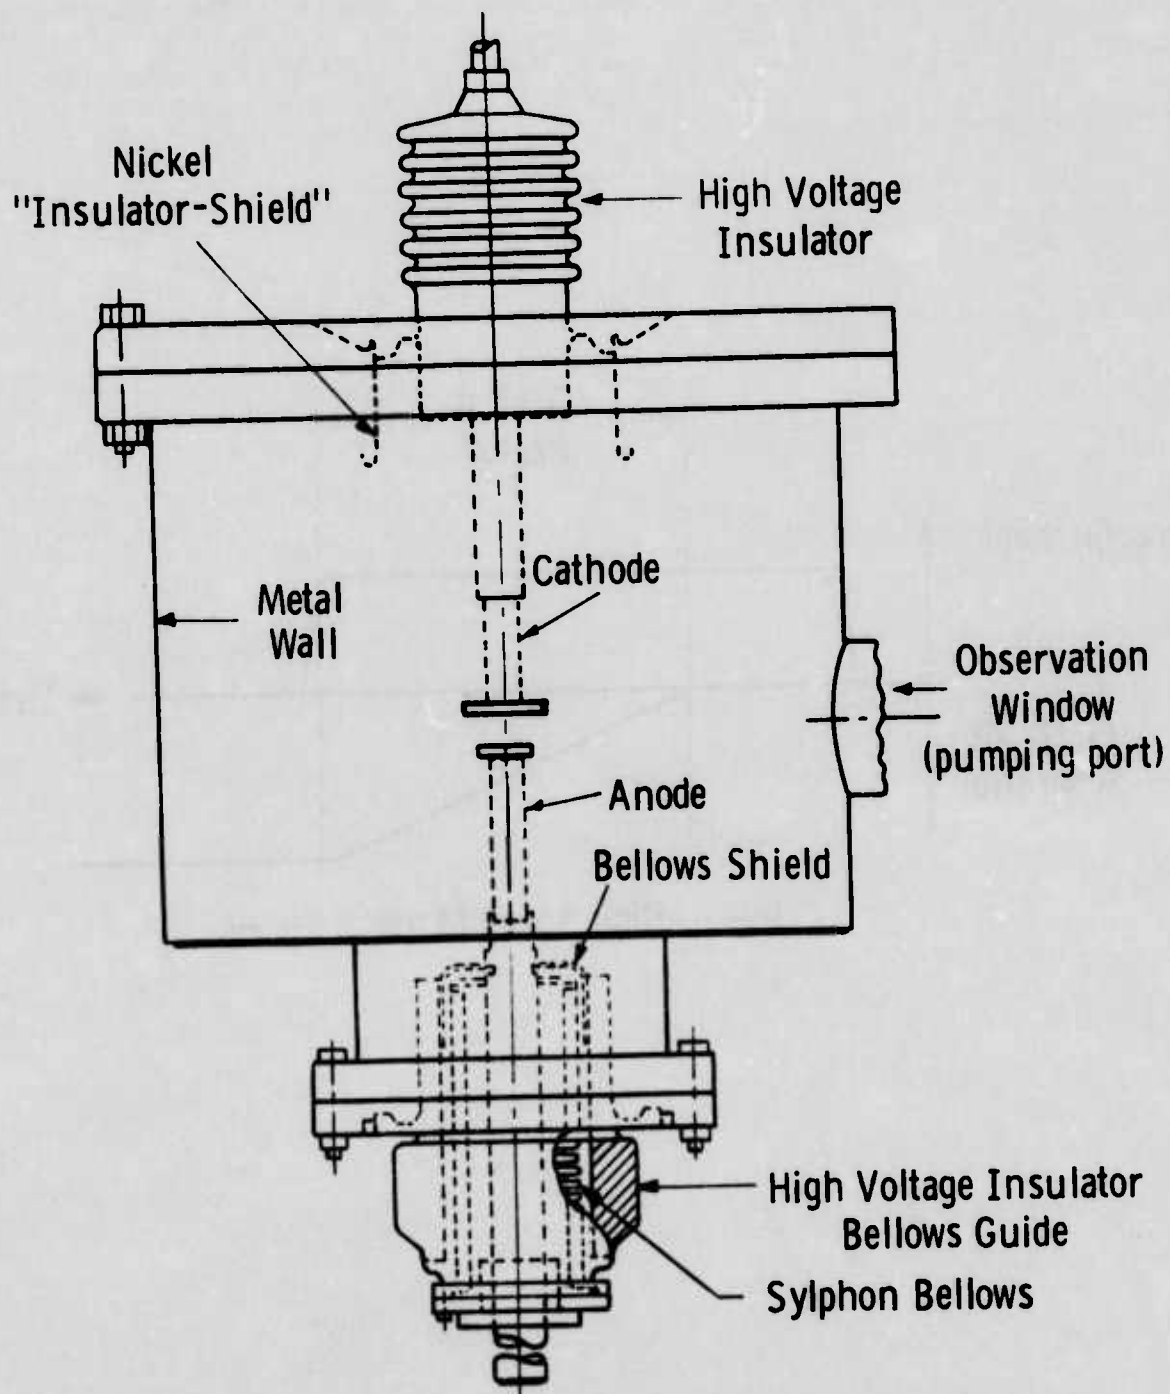 Nickel
"Insulator-Shield"
High Voltage
Insulator
Cathode
Metal
Wall
Observation
Window
(pumping port)
Anode
Bellows Shield
High Voltage Insulator
Bellows Guide
Sylphon Bellows